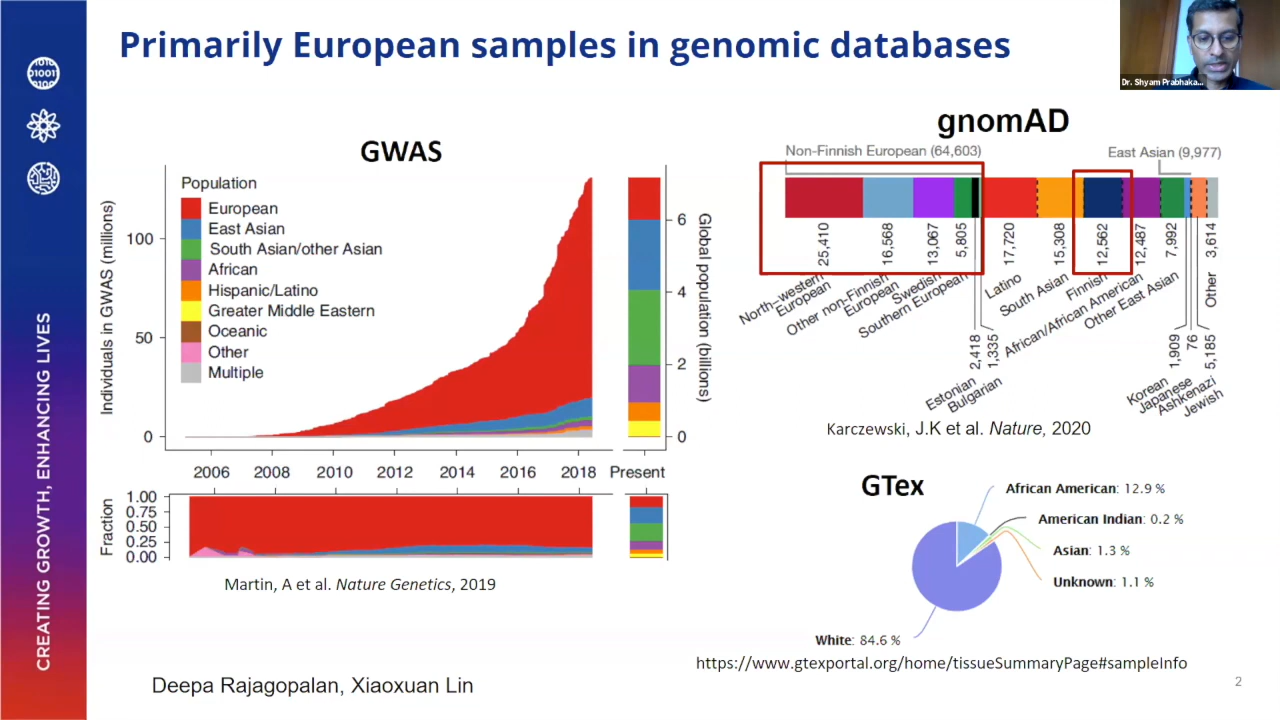 Primarily European samples in genomic databases
Dr. Shyam Prabhaka...
01001
CREATING GROWTH, ENHANCING LIVES
GWAS
Population
European
East Asian
South Asian/other Asian
African
Hispanic/Latino
Greater Middle Eastern
Oceanic
Other
Multiple
Individuals in GWAS (millions)
100
50
0
6
4
2
0
Global population (billions)
2006 2008 2010 2012 2014 2016 2018 Present
Fraction
1.00
0.75
0.50
0.25
0.00
Martin, A et al. Nature Genetics, 2019
gnomAD
Non-Finnish European (64,603)
East Asian (9,977)
25,410
16,568
13,067
5,805
17,720
15,308
12,562
12,487
7,992
3,614
North-western
European
Other non-Finnish
European
Swedish
Southern European
Latino
South Asian
Finnish
African/African American
Other East Asian
Other
2,418
1,335
Estonian
Bulgarian
1,909
76
5,185
Korean
Japanese
Ashkenazi
Jewish
Karczewski, J.K et al. Nature, 2020
GTex
African American: 12.9 %
American Indian: 0.2 %
Asian: 1.3 %
Unknown: 1.1 %
White: 84.6 %
https://www.gtexportal.org/home/tissueSummaryPage#sampleInfo
Deepa Rajagopalan, Xiaoxuan Lin
2